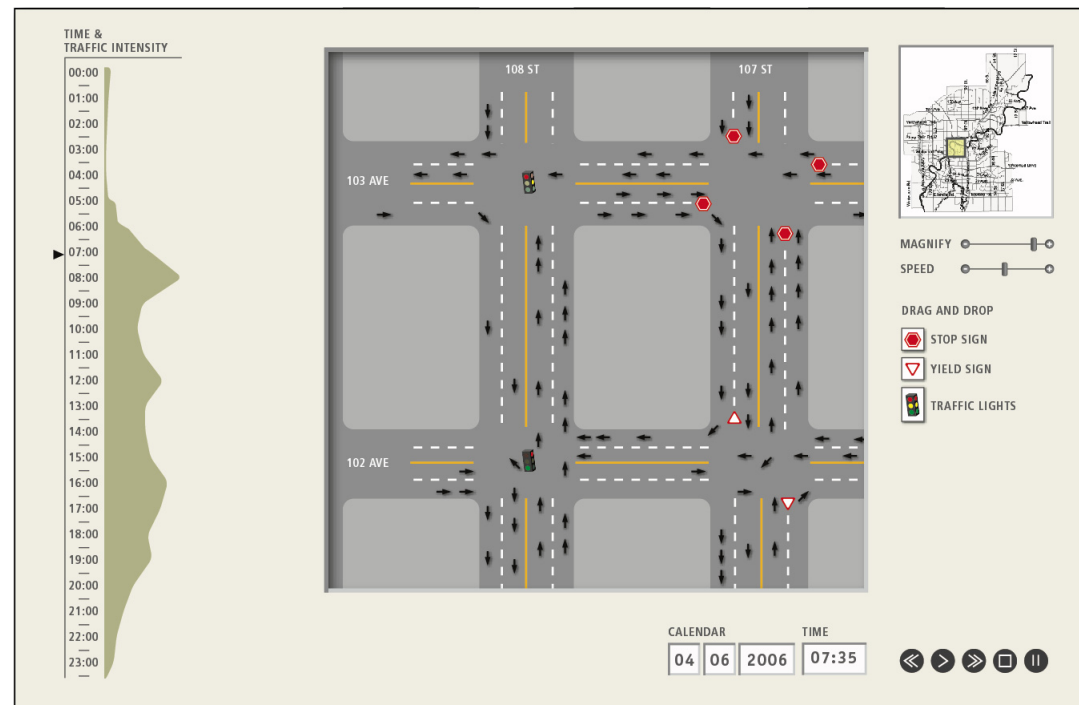 TIME &
TRAFFIC INTENSITY
00:00
01:00
02:00
03:00
04:00
05:00
06:00
07:00
08:00
09:00
10:00
11:00
12:00
13:00
15:00
16:00
17:00
18:00
19:00
20:00
21:00
22:00
23:00
108 ST
107 ST
103 AVE
102 AVE
MAGNIFY
SPEED
DRAG AND DROP
STOP SIGN
YIELD SIGN
TRAFFIC LIGHTS
CALENDAR
04 06 2006
TIME
07:35